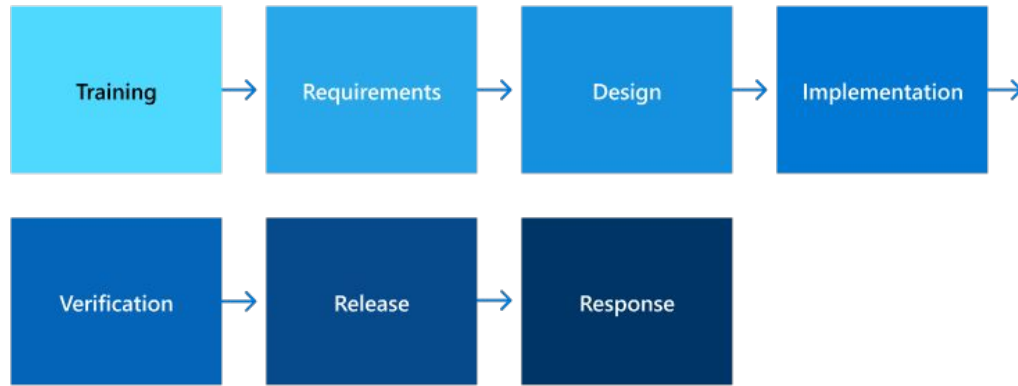 Training
Requirements
Design
Implementation
Verification
Release
Response